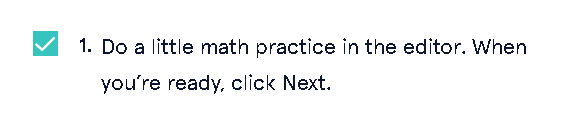 1. Do a little math practice in the editor. When
you’re ready, click Next.